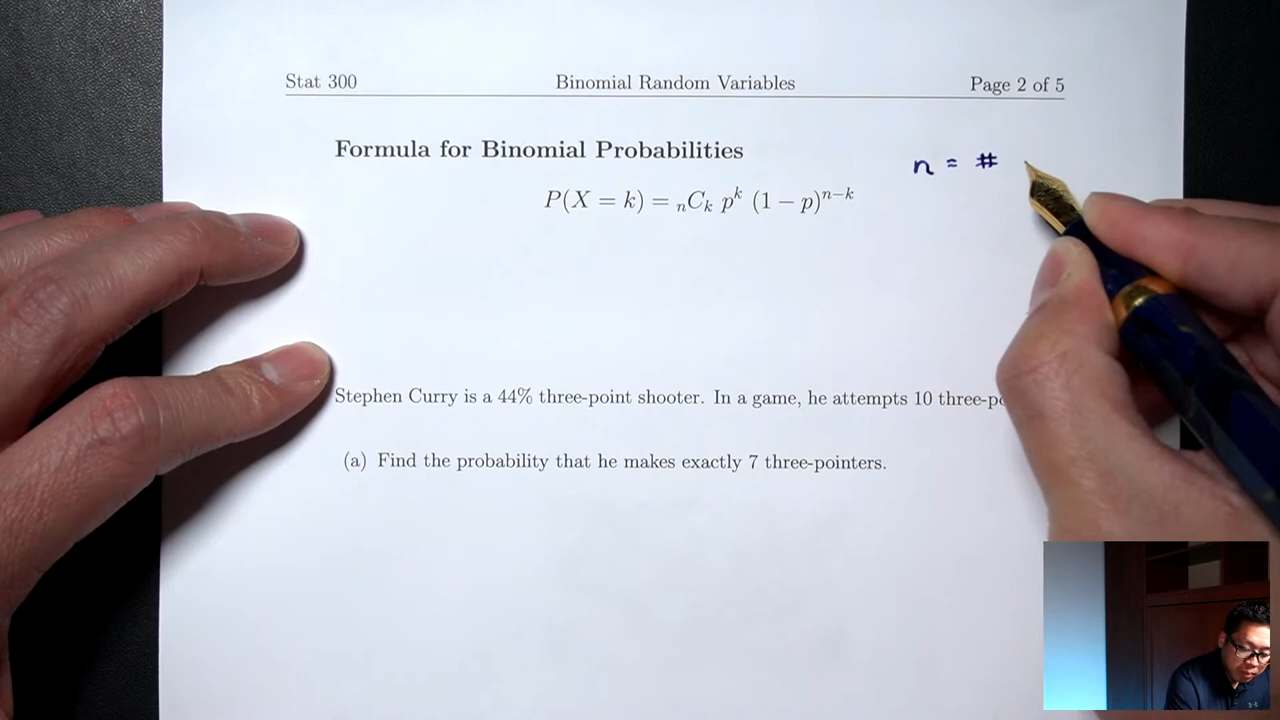 Stat 300 Binomial Random Variables Page 2 of 5
Formula for Binomial Probabilities
n = #
P(X = k) = ₙCₖ pᵏ (1 − p)ⁿ⁻ᵏ
Stephen Curry is a 44% three-point shooter. In a game, he attempts 10
(a) Find the probability that he makes exactly 7 three-pointers.